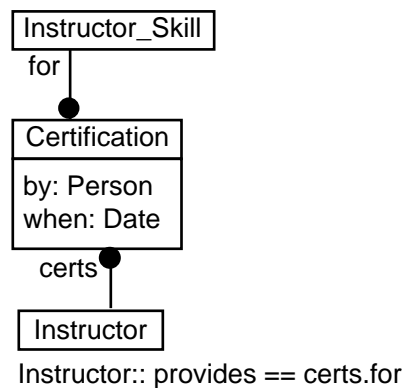 Instructor_Skill
for
Certification
by: Person
when: Date
certs
Instructor
Instructor:: provides == certs.for